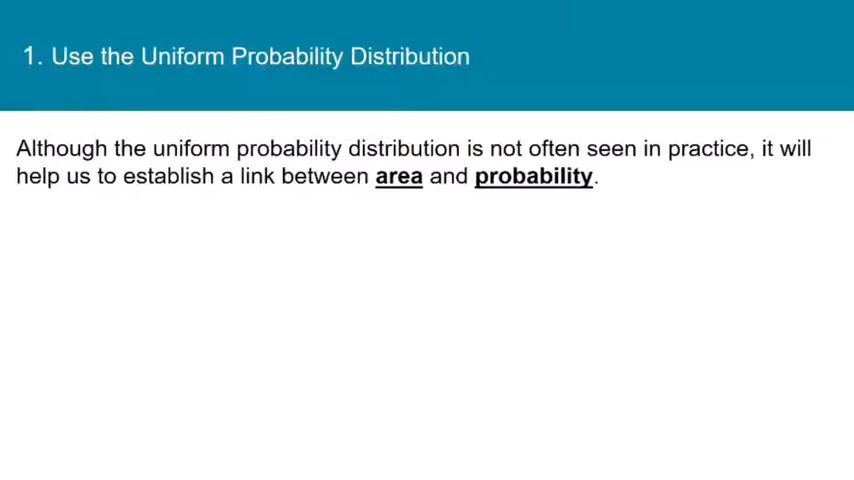 1. Use the Uniform Probability Distribution
Although the uniform probability distribution is not often seen in practice, it will
help us to establish a link between area and probability.